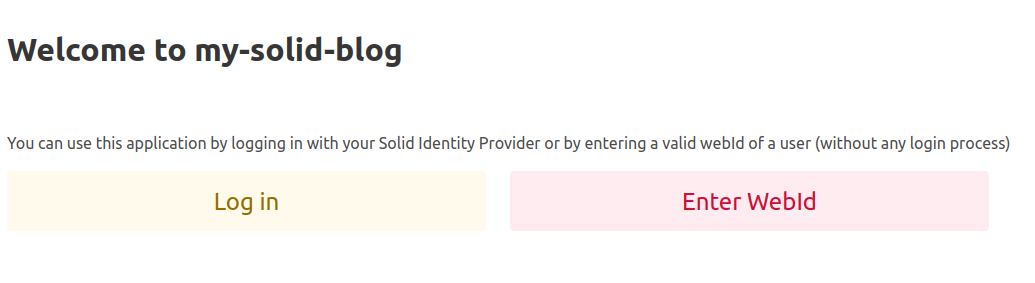 Welcome to my-solid-blog
You can use this application by logging in with your Solid Identity Provider or by entering a valid webId of a user (without any login process)
Log in
Enter WebId